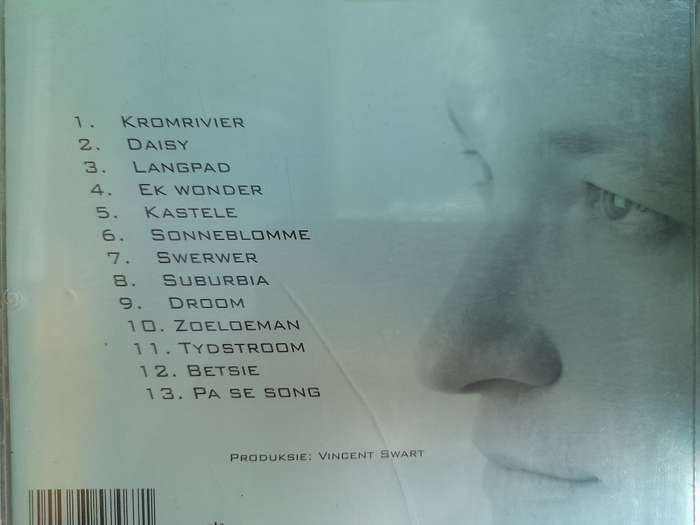 1. KROMRIVIER
2. DAISY
3. LANGPAD
4. EK WONDER
5. KASTELE
6. SONNEBLOMME
7. SWERWER
8. SUBURBIA
9. DROOM
10. ZOELOEMAN
11. TYDSTROOM
12. BETSIE
13. PA SE SONG
PRODUKSIE: VINCENT SWART